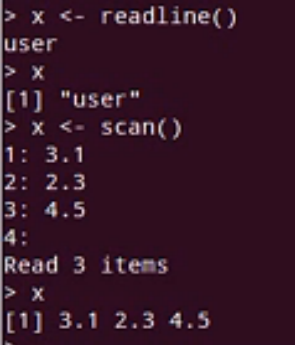 > x <- readline()
user
> x
[1] "user"
> x <- scan()
1: 3.1
2: 2.3
3: 4.5
4:
Read 3 items
> x
[1] 3.1 2.3 4.5